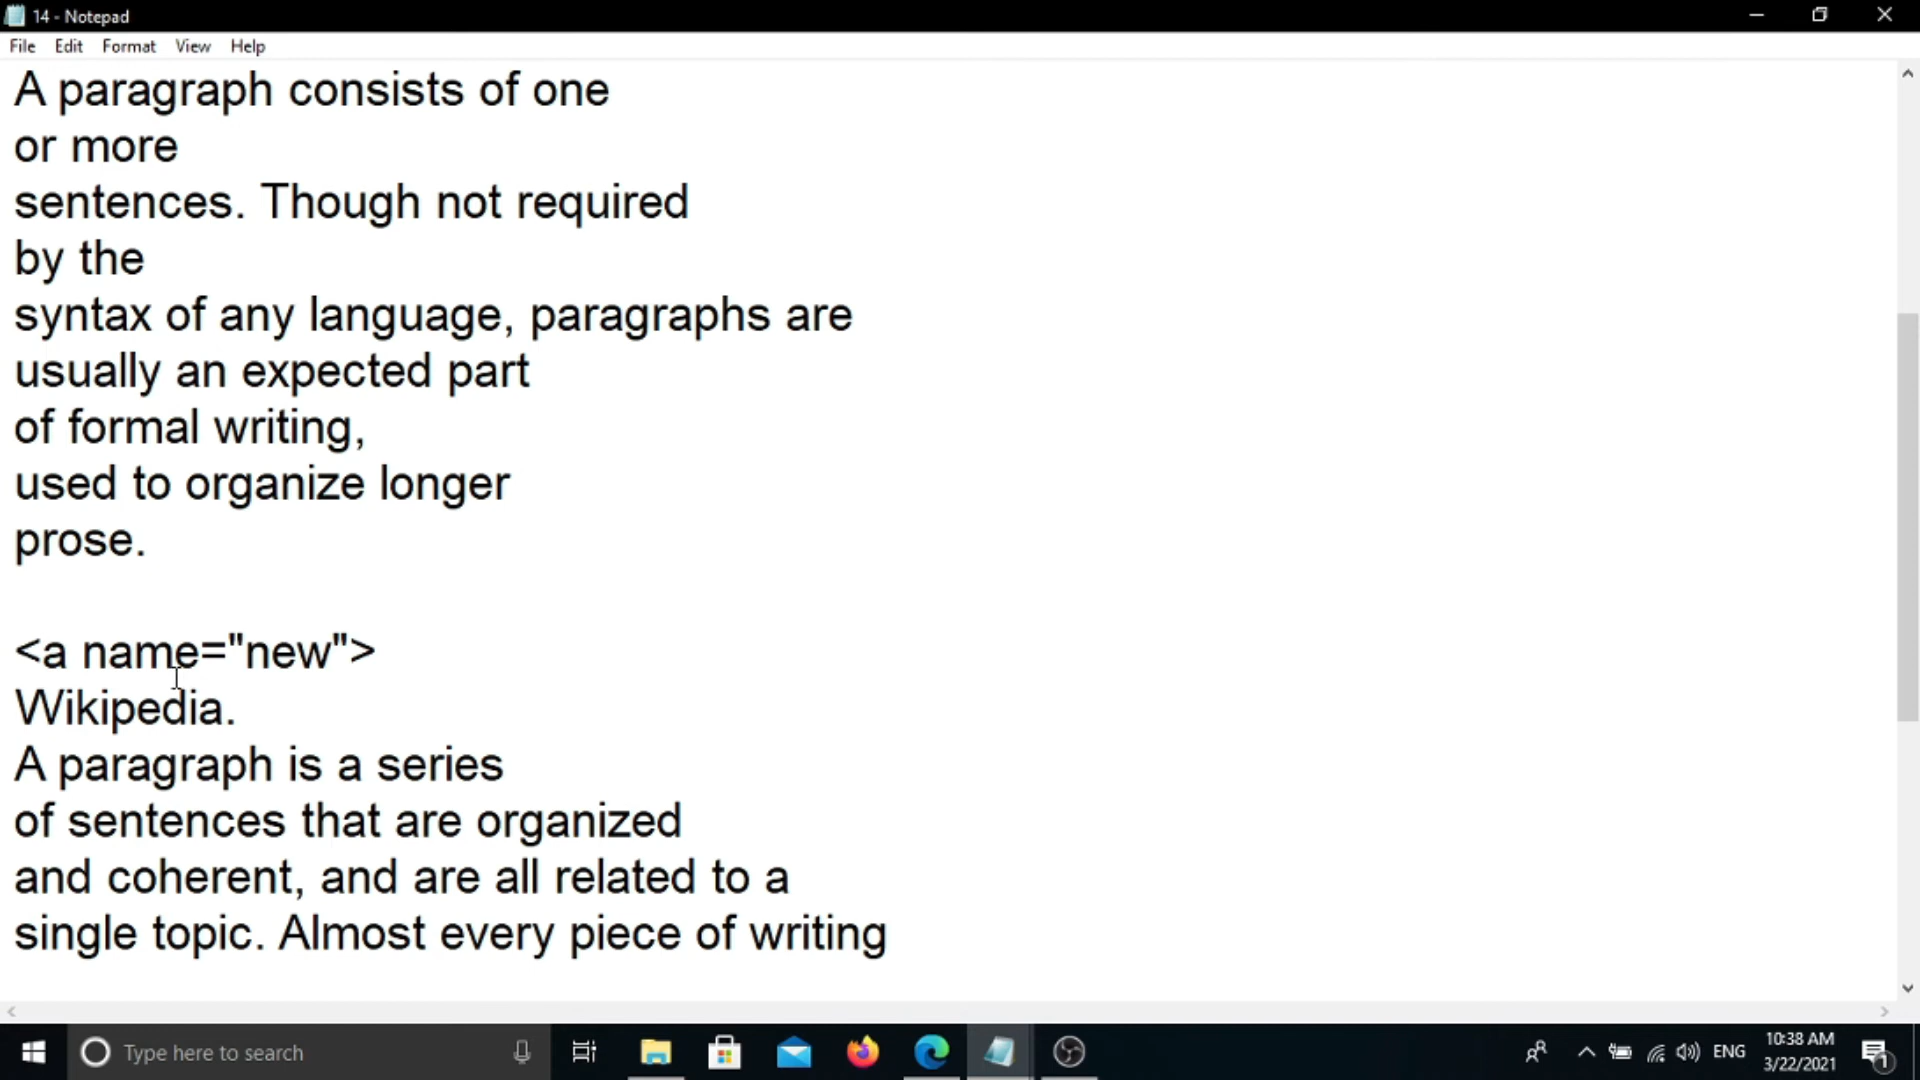 14 - Notepad
File Edit Format View Help
A paragraph consists of one
or more
sentences. Though not required
by the
syntax of any language, paragraphs are
usually an expected part
of formal writing,
used to organize longer
prose.
<a name="new">
Wikipedia.
A paragraph is a series
of sentences that are organized
and coherent, and are all related to a
single topic. Almost every piece of writing
Type here to search
ENG
10:38 AM
3/22/2021
1